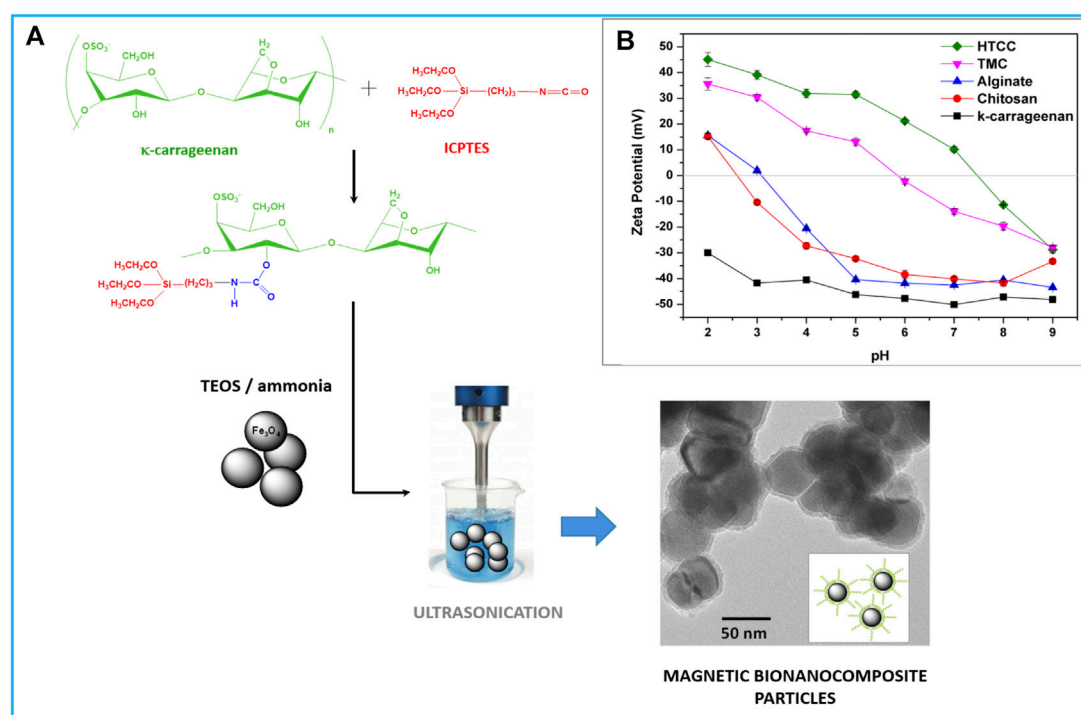 A
OSO₃⁻
CH₂OH
H₂
C
O
O
O
O
OH
OH
n
+
H₃CH₂CO
H₃CH₂CO
H₃CH₂CO
Si
(CH₂)₃
N=C=O
κ-carrageenan
ICPTES
OSO₃⁻
CH₂OH
H₂
C
O
O
O
O
O
OH
H₃CH₂CO
H₃CH₂CO
H₃CH₂CO
Si
(H₂C)₃
N
H
C
O
TEOS / ammonia
Fe₃O₄
ULTRASONICATION
B
HTCC
TMC
Alginate
Chitosan
k-carrageenan
Zeta Potential (mV)
50
40
30
20
10
0
-10
-20
-30
-40
-50
2 3 4 5 6 7 8 9
pH
50 nm
MAGNETIC BIONANOCOMPOSITE
PARTICLES